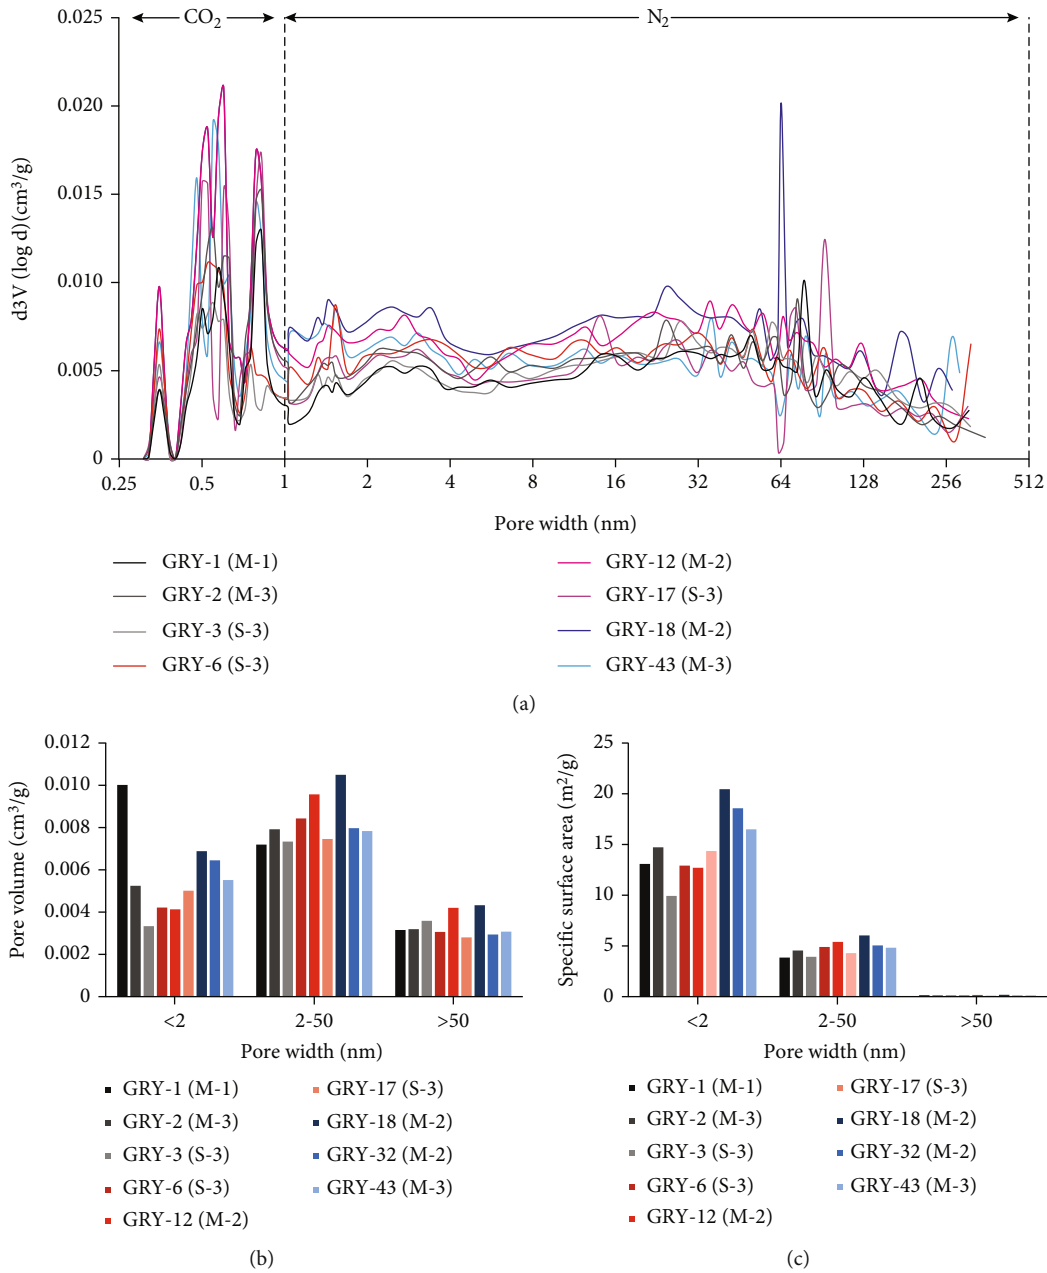 CO2 N2
0.025
0.020
0.015
0.010
0.005
0
d3V (log d)(cm³/g)
0.25 0.5 1 2 4 8 16 32 64 128 256 512
Pore width (nm)
GRY-1 (M-1) GRY-12 (M-2)
GRY-2 (M-3) GRY-17 (S-3)
GRY-3 (S-3) GRY-18 (M-2)
GRY-6 (S-3) GRY-43 (M-3)
(a)
0.012
0.010
0.008
0.006
0.004
0.002
0
Pore volume (cm³/g)
<2 2-50 >50
Pore width (nm)
GRY-1 (M-1) GRY-17 (S-3)
GRY-2 (M-3) GRY-18 (M-2)
GRY-3 (S-3) GRY-32 (M-2)
GRY-6 (S-3) GRY-43 (M-3)
GRY-12 (M-2)
(b)
25
20
15
10
5
0
Specific surface area (m²/g)
<2 2-50 >50
Pore width (nm)
GRY-1 (M-1) GRY-17 (S-3)
GRY-2 (M-3) GRY-18 (M-2)
GRY-3 (S-3) GRY-32 (M-2)
GRY-6 (S-3) GRY-43 (M-3)
GRY-12 (M-2)
(c)